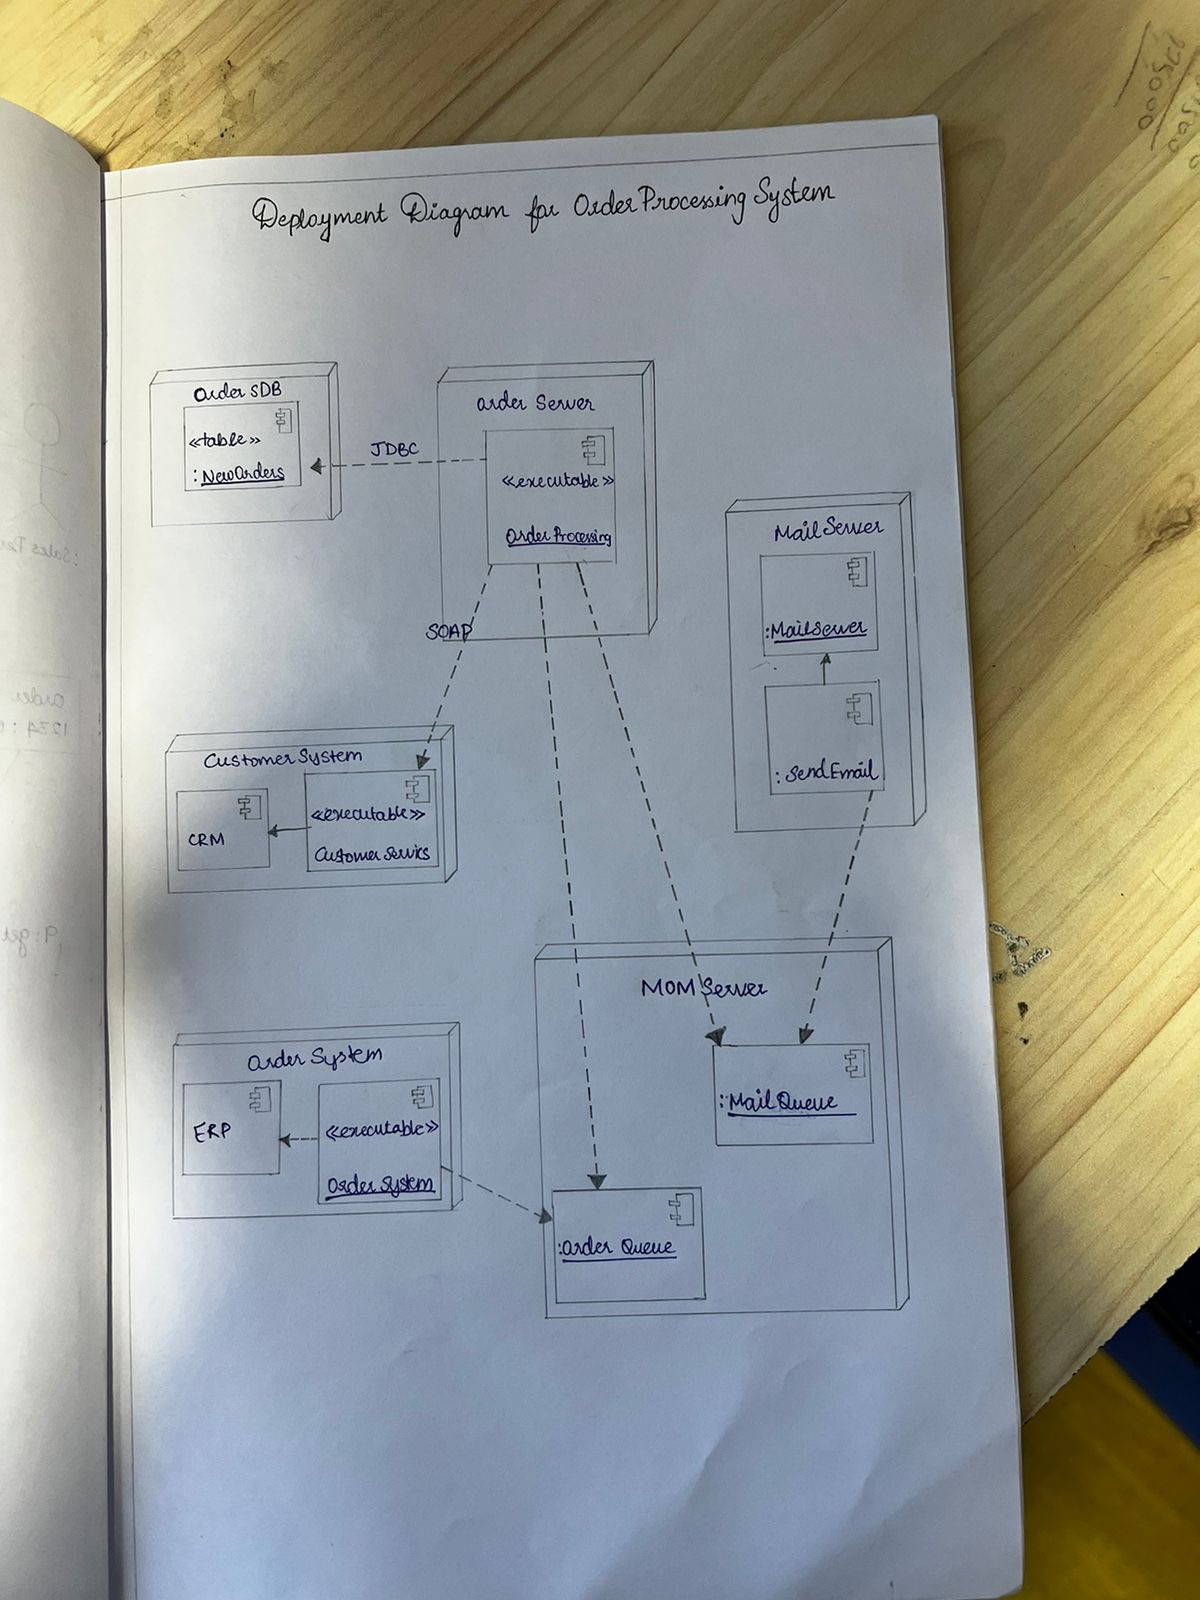 Deployment Diagram for Order Processing System
Order sDB
«table»
:NewOrders
JDBC
Order Server
«executable»
Order Processing
SOAP
Mail Server
:MailServer
:SendEmail
Customer System
CRM
«executable»
Customer Servics
MOM Server
:Mail Queue
:Order Queue
Order System
ERP
«executable»
Order System